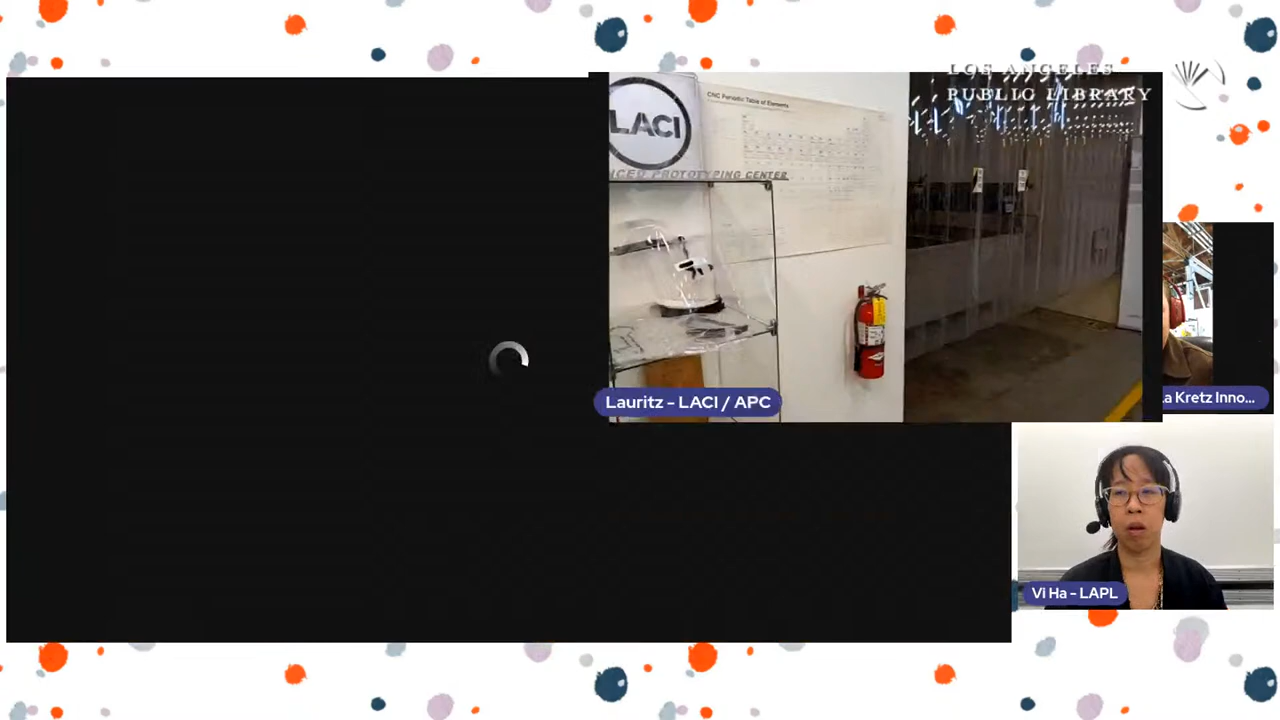 LOS ANGELES
PUBLIC LIBRARY
CNC Periodic Table of Elements
LACI
NCED PROTOTYPING CENTER
Lauritz - LACI / APC
a Kretz Inno...
Vi Ha - LAPL